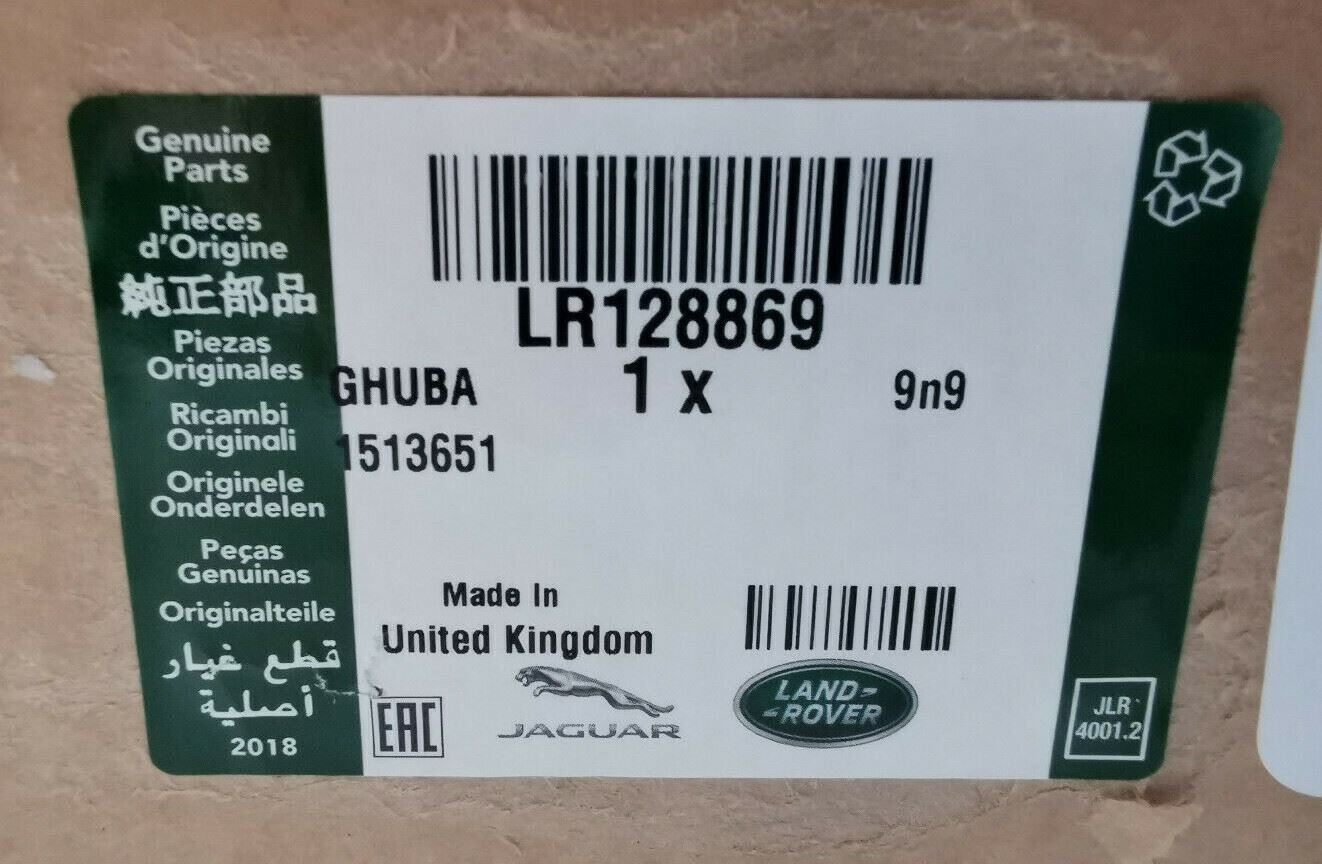 Genuine
Parts
Pièces
d'Origine
純正部品
Piezas
Originales
Ricambi
Originali
Originele
Onderdelen
Peças
Genuinas
Originalteile
قطع غيار
أصلية
2018
LR128869
GHUBA 1 x 9n9
1513651
Made In
United Kingdom
EAC
JAGUAR
LAND-
-ROVER
JLR
4001.2